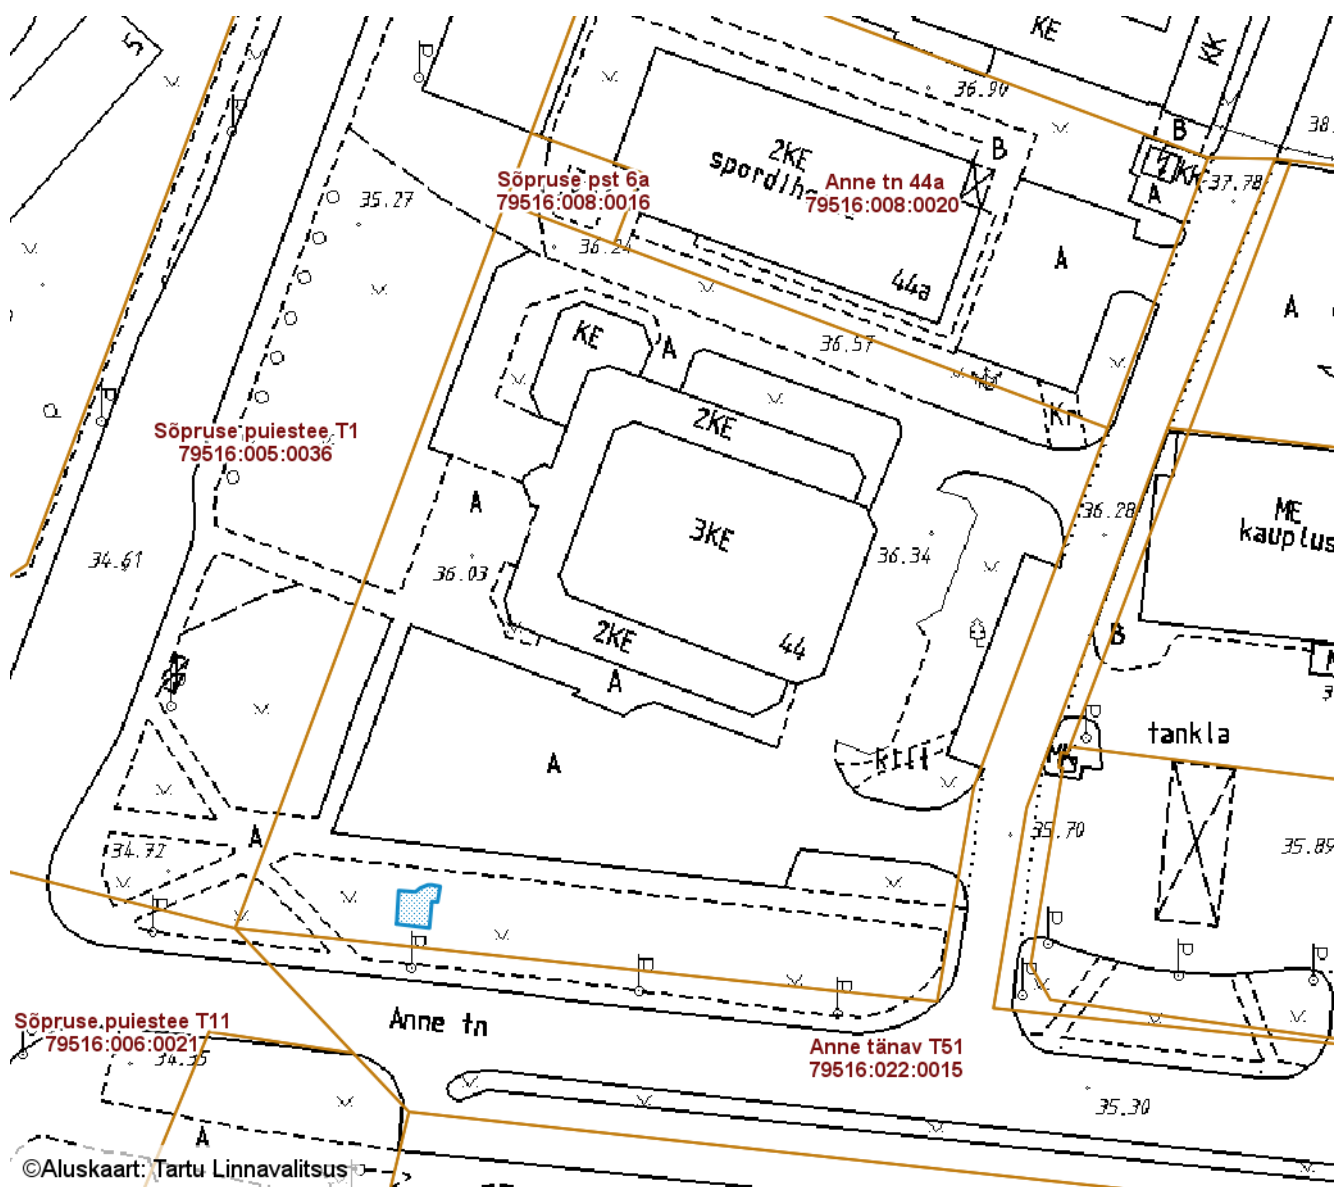 5
KE
KK
36.90
B
B
38.
2KE
spordiha
Sõpruse pst 6a
79516:008:0016
Anne tn 44a
79516:008:0020
37.78
A
35.27
36.24
A
44a
A
KE
A
36.57
2KE
Kr
Sõpruse puiestee T1
79516:005:0036
A
3KE
36.28
ME
kauplus
36.34
34.61
36.03
2KE
44
B
A
tankla
A
kilt
35.70
35.89
A
34.72
Anne tn
Sõpruse puiestee T11
79516:006:0021
34.35
Anne tänav T51
79516:022:0015
35.30
A
©Aluskaart: Tartu Linnavalitsus